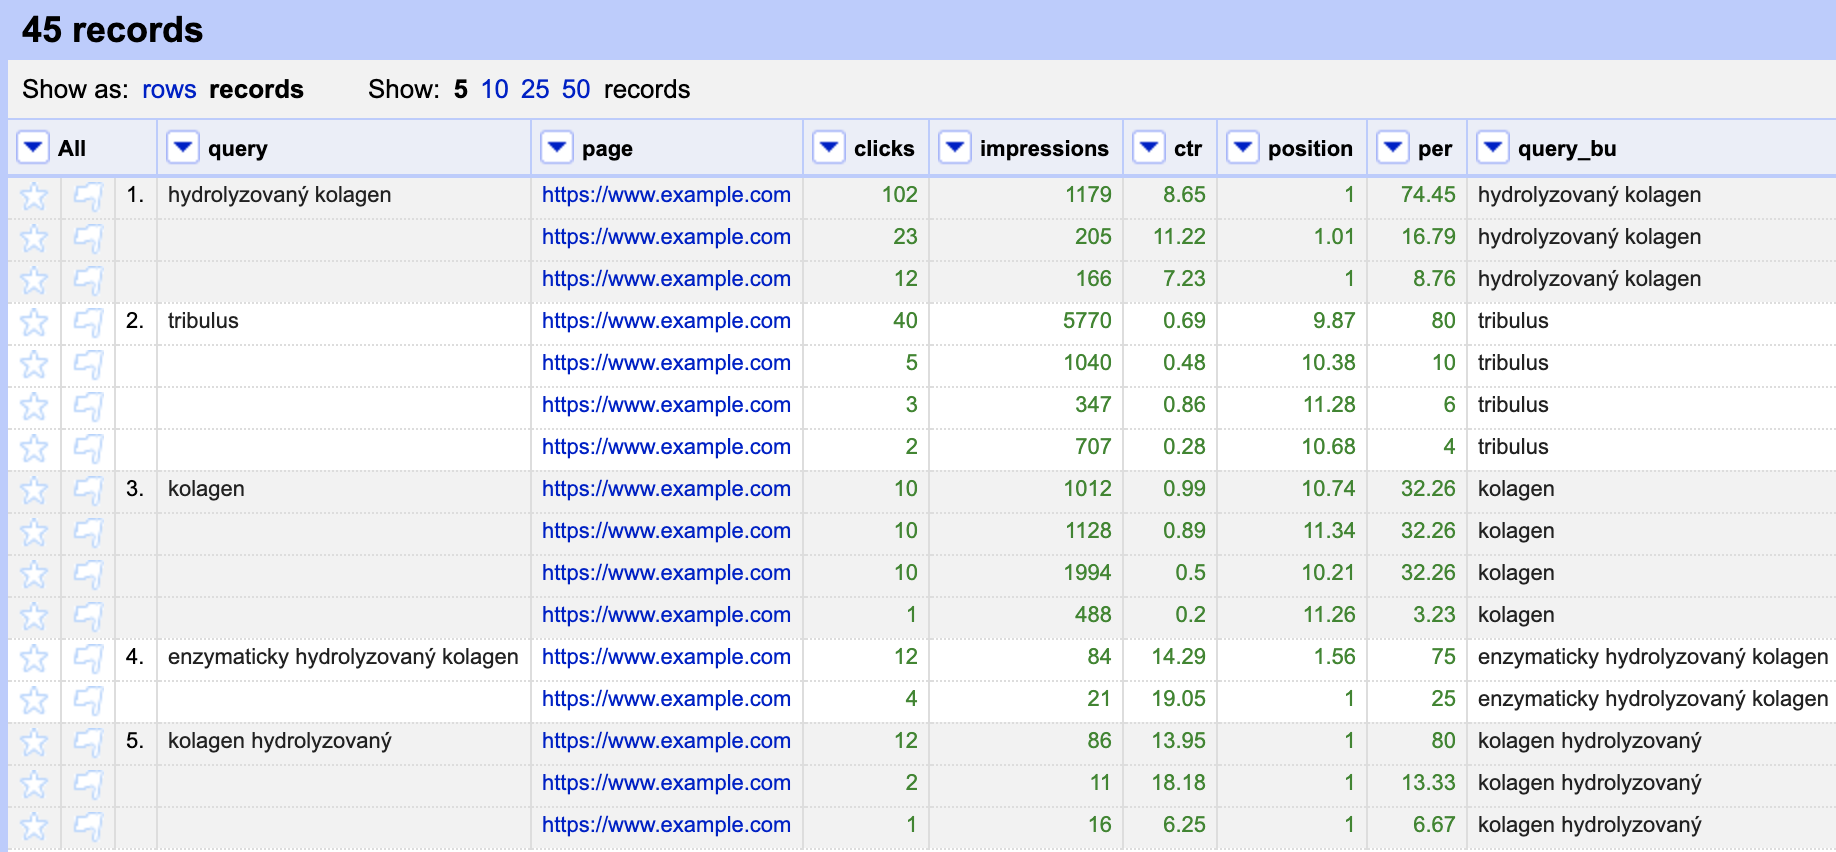 45 records
Show as: rows records Show: 5 10 25 50 records
All query page clicks impressions ctr position per query_bu
1. hydrolyzovaný kolagen https://www.example.com 102 1179 8.65 1 74.45 hydrolyzovaný kolagen
https://www.example.com 23 205 11.22 1.01 16.79 hydrolyzovaný kolagen
https://www.example.com 12 166 7.23 1 8.76 hydrolyzovaný kolagen
2. tribulus https://www.example.com 40 5770 0.69 9.87 80 tribulus
https://www.example.com 5 1040 0.48 10.38 10 tribulus
https://www.example.com 3 347 0.86 11.28 6 tribulus
https://www.example.com 2 707 0.28 10.68 4 tribulus
3. kolagen https://www.example.com 10 1012 0.99 10.74 32.26 kolagen
https://www.example.com 10 1128 0.89 11.34 32.26 kolagen
https://www.example.com 10 1994 0.5 10.21 32.26 kolagen
https://www.example.com 1 488 0.2 11.26 3.23 kolagen
4. enzymaticky hydrolyzovaný kolagen https://www.example.com 12 84 14.29 1.56 75 enzymaticky hydrolyzovaný kolagen
https://www.example.com 4 21 19.05 1 25 enzymaticky hydrolyzovaný kolagen
5. kolagen hydrolyzovaný https://www.example.com 12 86 13.95 1 80 kolagen hydrolyzovaný
https://www.example.com 2 11 18.18 1 13.33 kolagen hydrolyzovaný
https://www.example.com 1 16 6.25 1 6.67 kolagen hydrolyzovaný